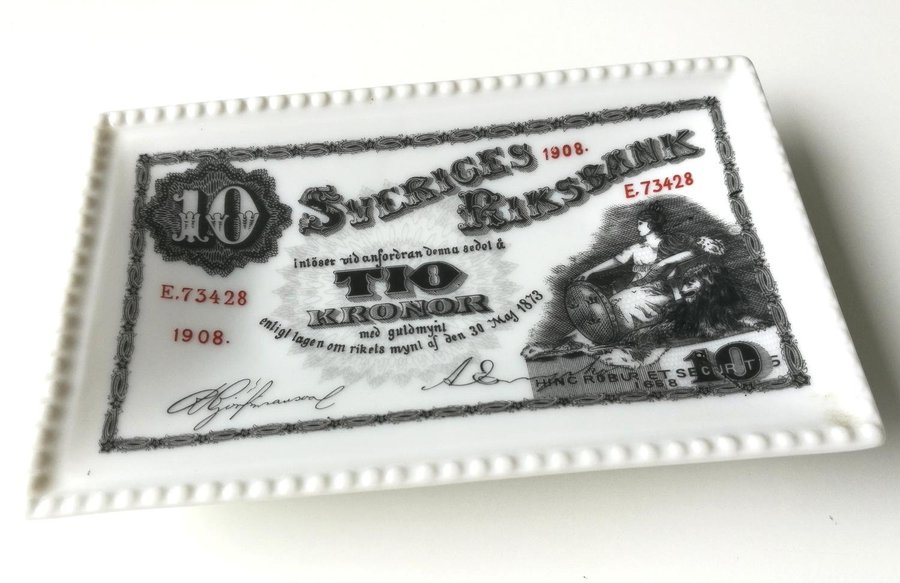 10
SVERIGES
1908.
RIKSBANK
E.73428
inlöser vid anfordran denna sedel å
TIO
KRONOR
med guldmynt
enligt lagen om rikets mynt af den 30 Maj 1873
E.73428
1908.
HINC ROBUR ET SECURITAS
1668
10